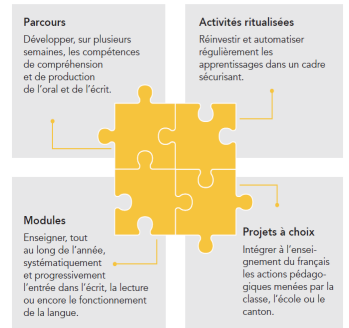 Parcours
Développer, sur plusieurs
semaines, les compétences
de compréhension
et de production
de l'oral et de l'écrit.
Activités ritualisées
Réinvestir et automatiser
régulièrement les
apprentissages dans un cadre
sécurisant.
Modules
Enseigner, tout
au long de l'année,
systématiquement
et progressivement
l'entrée dans l'écrit, la lecture
ou encore le fonctionnement
de la langue.
Projets à choix
Intégrer à l'ensei-
gnement du français
les actions pédago-
giques menées par la
classe, l'école ou le
canton.